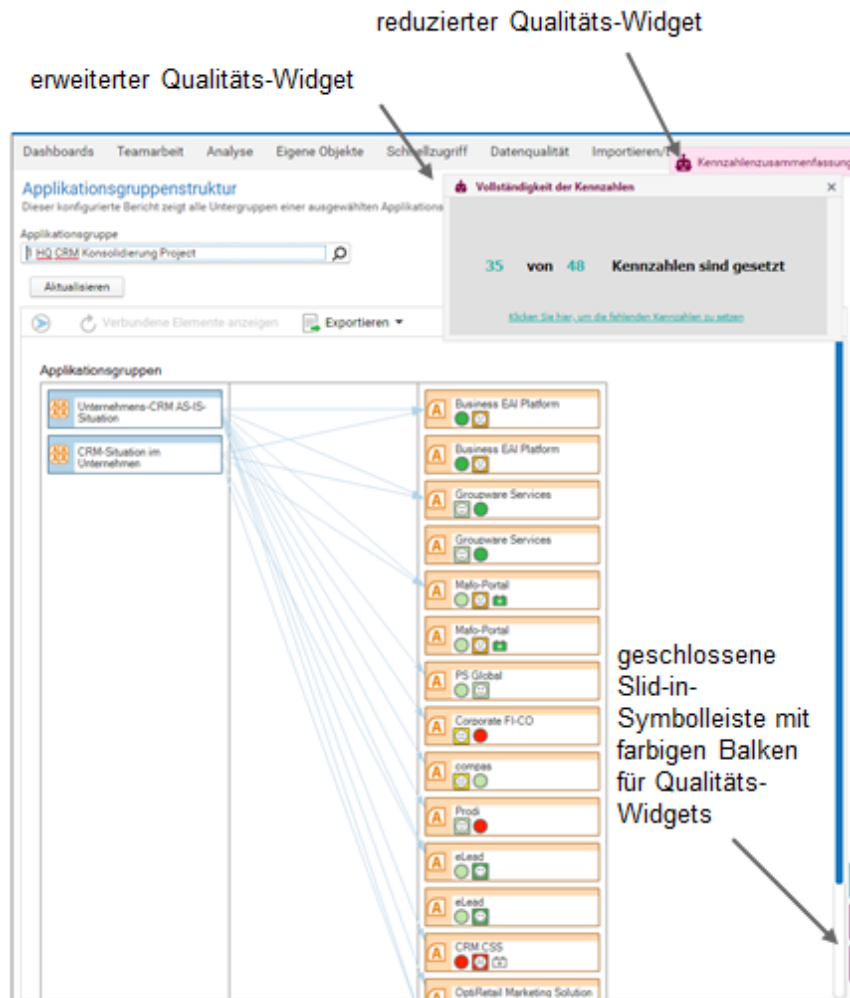 reduzierter Qualitäts-Widget
erweiterter Qualitäts-Widget
Dashboards Teamarbeit Analyse Eigene Objekte Schnellzugriff Datenqualität Importieren/
Kennzahlenzusammenfassung
Applikationsgruppenstruktur
Dieser konfigurierte Bericht zeigt alle Untergruppen einer ausgewählten Applikations
Vollständigkeit der Kennzahlen
Applikationsgruppe
HQ CRM Konsolidierung Project
35 von 48 Kennzahlen sind gesetzt
Aktualisieren
Klicken Sie hier, um die fehlenden Kennzahlen zu setzen
Verbundene Elemente anzeigen Exportieren
Applikationsgruppen
Unternehmens-CRM AS-IS-
Situation
CRM-Situation im
Unternehmen
A Business EAI Platform
A Business EAI Platform
A Groupware Services
A Groupware Services
A Mafo-Portal
A Mafo-Portal
A PS Global
A Corporate FI-CO
A compas
A Prodi
A eLead
A eLead
A CRM CSS
A OptiRetail Marketing Solution
geschlossene
Slid-in-
Symbolleiste mit
farbigen Balken
für Qualitäts-
Widgets